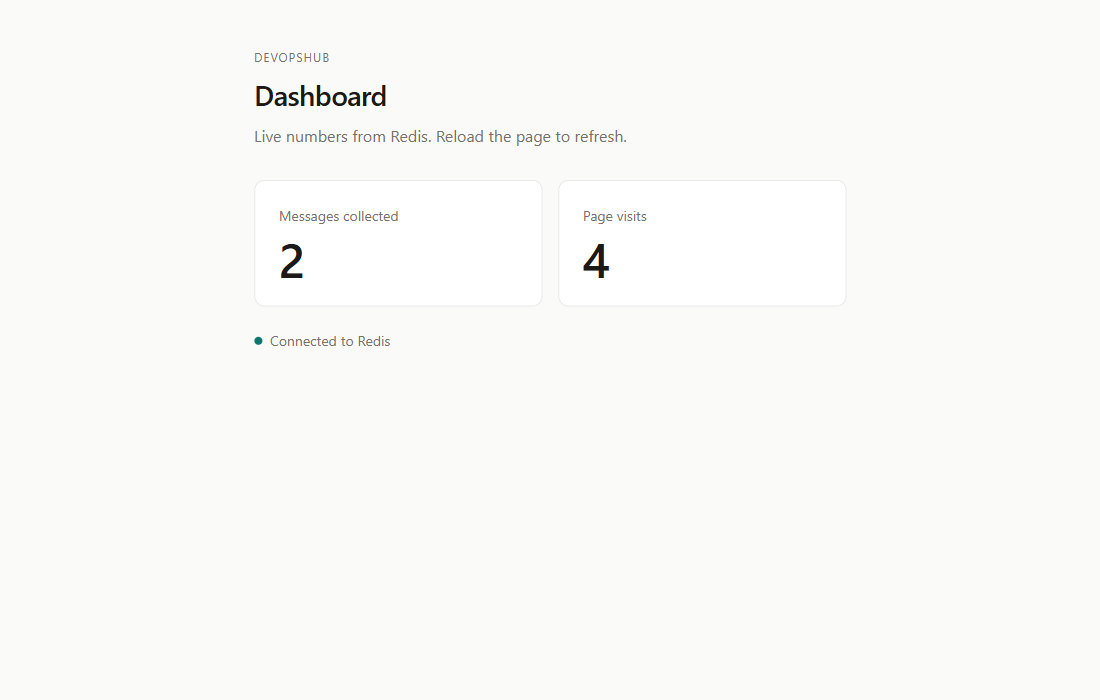 DEVOPSHUB
Dashboard
Live numbers from Redis. Reload the page to refresh.
Messages collected
2
Page visits
4
Connected to Redis